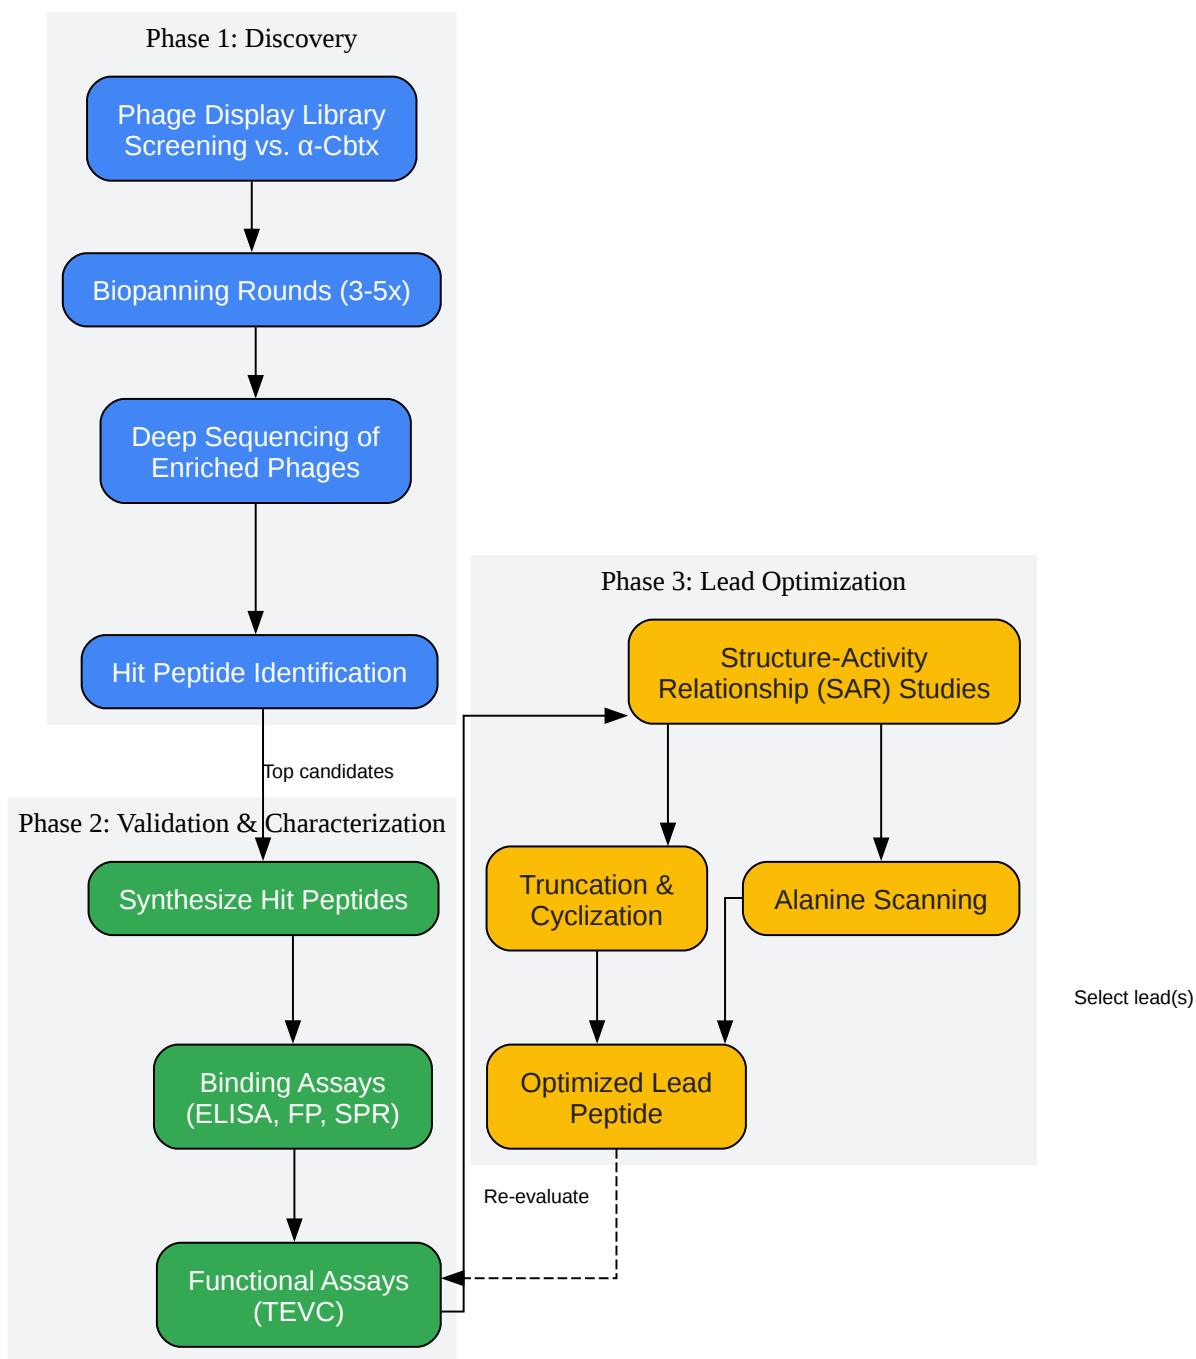 Phase 1: Discovery
Phage Display Library
Screening vs. α-Cbtx
Biopanning Rounds (3-5x)
Deep Sequencing of
Enriched Phages
Hit Peptide Identification
Top candidates
Phase 2: Validation & Characterization
Synthesize Hit Peptides
Binding Assays
(ELISA, FP, SPR)
Functional Assays
(TEVC)
Phase 3: Lead Optimization
Structure-Activity
Relationship (SAR) Studies
Truncation &
Cyclization
Alanine Scanning
Select lead(s)
Optimized Lead
Peptide
Re-evaluate